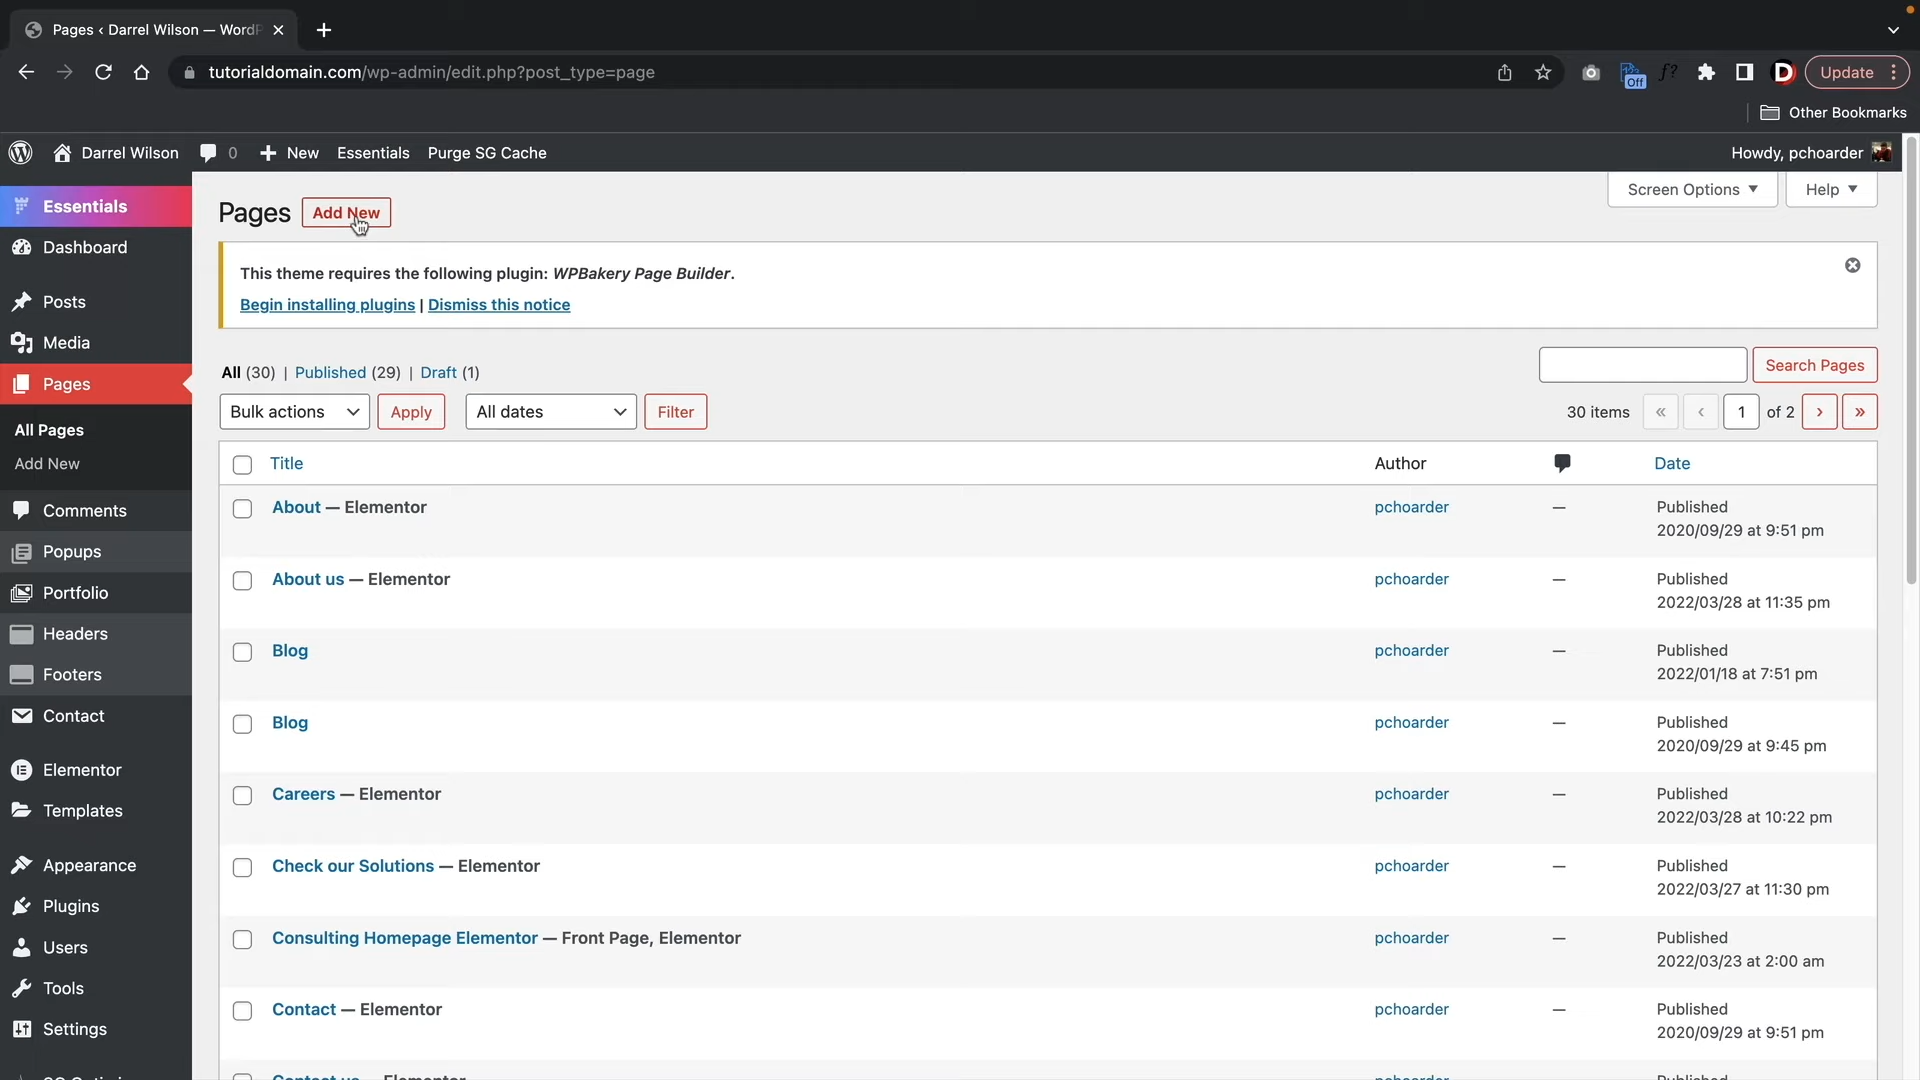 Pages ‹ Darrel Wilson — WordP
tutorialdomain.com/wp-admin/edit.php?post_type=page
Off
f?
D
Update
Other Bookmarks
Darrel Wilson
0
New
Essentials
Purge SG Cache
Howdy, pchoarder
Essentials
Dashboard
Posts
Media
Pages
All Pages
Add New
Comments
Popups
Portfolio
Headers
Footers
Contact
Elementor
Templates
Appearance
Plugins
Users
Tools
Settings
Pages
Add New
Screen Options
Help
This theme requires the following plugin: WPBakery Page Builder.
Begin installing plugins | Dismiss this notice
All (30) | Published (29) | Draft (1)
Search Pages
Bulk actions
Apply
All dates
Filter
30 items « ‹ 1 of 2 › »
Title Author Date
About — Elementor pchoarder — Published
2020/09/29 at 9:51 pm
About us — Elementor pchoarder — Published
2022/03/28 at 11:35 pm
Blog pchoarder — Published
2022/01/18 at 7:51 pm
Blog pchoarder — Published
2020/09/29 at 9:45 pm
Careers — Elementor pchoarder — Published
2022/03/28 at 10:22 pm
Check our Solutions — Elementor pchoarder — Published
2022/03/27 at 11:30 pm
Consulting Homepage Elementor — Front Page, Elementor pchoarder — Published
2022/03/23 at 2:00 am
Contact — Elementor pchoarder — Published
2020/09/29 at 9:51 pm
Contact us — Elementor pchoarder Published